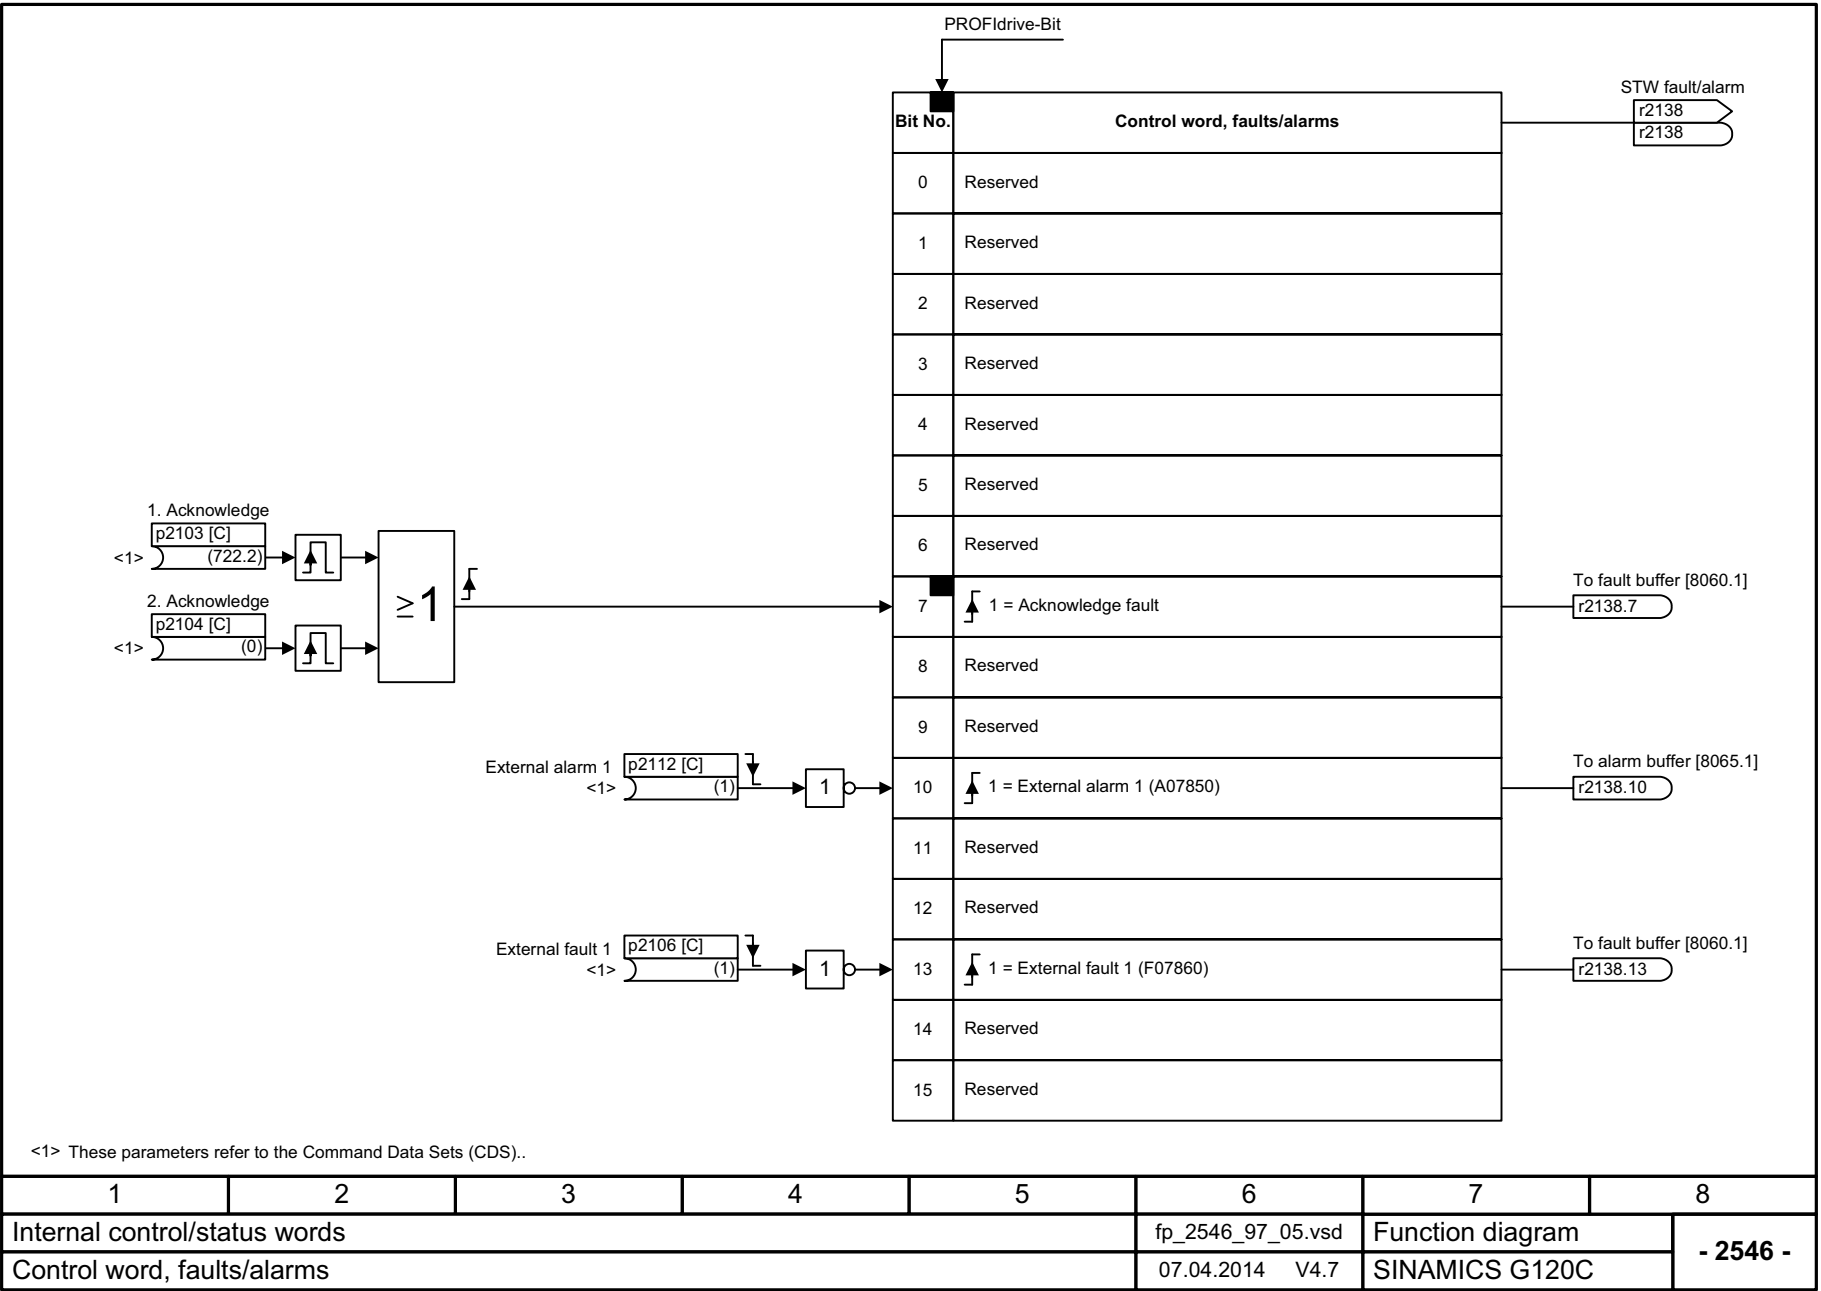 PROFIdrive-Bit
STW fault/alarm
r2138
r2138
Bit No.
Control word, faults/alarms
0 Reserved
1 Reserved
2 Reserved
3 Reserved
4 Reserved
5 Reserved
6 Reserved
1. Acknowledge
p2103 [C]
<1> (722.2)
2. Acknowledge
p2104 [C]
<1> (0)
≥1
7 1 = Acknowledge fault
To fault buffer [8060.1]
r2138.7
8 Reserved
9 Reserved
External alarm 1 p2112 [C]
<1> (1)
1
10 1 = External alarm 1 (A07850)
To alarm buffer [8065.1]
r2138.10
11 Reserved
12 Reserved
External fault 1 p2106 [C]
<1> (1)
1
13 1 = External fault 1 (F07860)
To fault buffer [8060.1]
r2138.13
14 Reserved
15 Reserved
<1> These parameters refer to the Command Data Sets (CDS)..
1 2 3 4 5 6 7 8
Internal control/status words
fp_2546_97_05.vsd
Function diagram
- 2546 -
Control word, faults/alarms
07.04.2014 V4.7
SINAMICS G120C